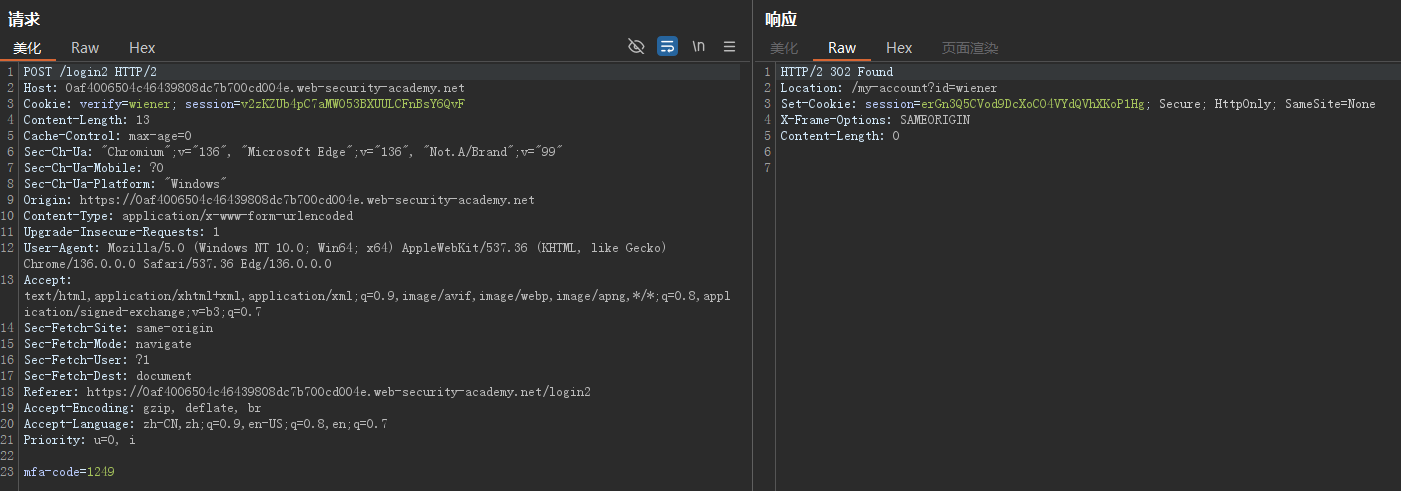 请求
美化 Raw Hex \n
1 POST /login2 HTTP/2
2 Host: 0af4006504c46439808dc7b700cd004e.web-security-academy.net
3 Cookie: verify=wiener; session=v2zKZUb4pC7aMWO53BXUULCFnBsY6QvF
4 Content-Length: 13
5 Cache-Control: max-age=0
6 Sec-Ch-Ua: "Chromium";v="136", "Microsoft Edge";v="136", "Not.A/Brand";v="99"
7 Sec-Ch-Ua-Mobile: ?0
8 Sec-Ch-Ua-Platform: "Windows"
9 Origin: https://0af4006504c46439808dc7b700cd004e.web-security-academy.net
10 Content-Type: application/x-www-form-urlencoded
11 Upgrade-Insecure-Requests: 1
12 User-Agent: Mozilla/5.0 (Windows NT 10.0; Win64; x64) AppleWebKit/537.36 (KHTML, like Gecko)
Chrome/136.0.0.0 Safari/537.36 Edg/136.0.0.0
13 Accept:
text/html,application/xhtml+xml,application/xml;q=0.9,image/avif,image/webp,image/apng,*/*;q=0.8,appl
ication/signed-exchange;v=b3;q=0.7
14 Sec-Fetch-Site: same-origin
15 Sec-Fetch-Mode: navigate
16 Sec-Fetch-User: ?1
17 Sec-Fetch-Dest: document
18 Referer: https://0af4006504c46439808dc7b700cd004e.web-security-academy.net/login2
19 Accept-Encoding: gzip, deflate, br
20 Accept-Language: zh-CN,zh;q=0.9,en-US;q=0.8,en;q=0.7
21 Priority: u=0, i
22
23 mfa-code=1249
响应
美化 Raw Hex 页面渲染
1 HTTP/2 302 Found
2 Location: /my-account?id=wiener
3 Set-Cookie: session=erGn3Q5CVod9DcXoCO4VYdQVhXKoP1Hg; Secure; HttpOnly; SameSite=None
4 X-Frame-Options: SAMEORIGIN
5 Content-Length: 0
6
7